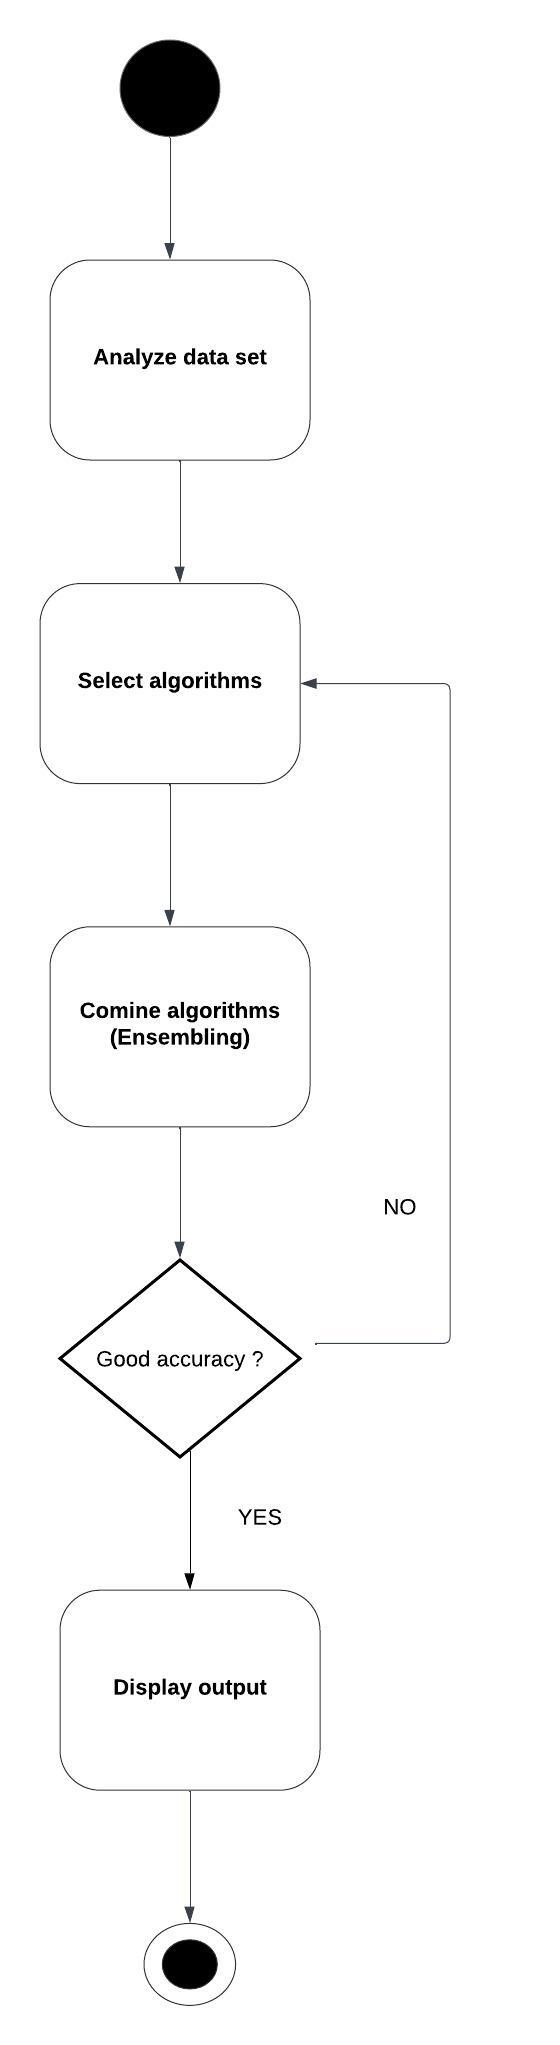 Analyze data set
Select algorithms
Comine algorithms
(Ensembling)
NO
Good accuracy ?
YES
Display output